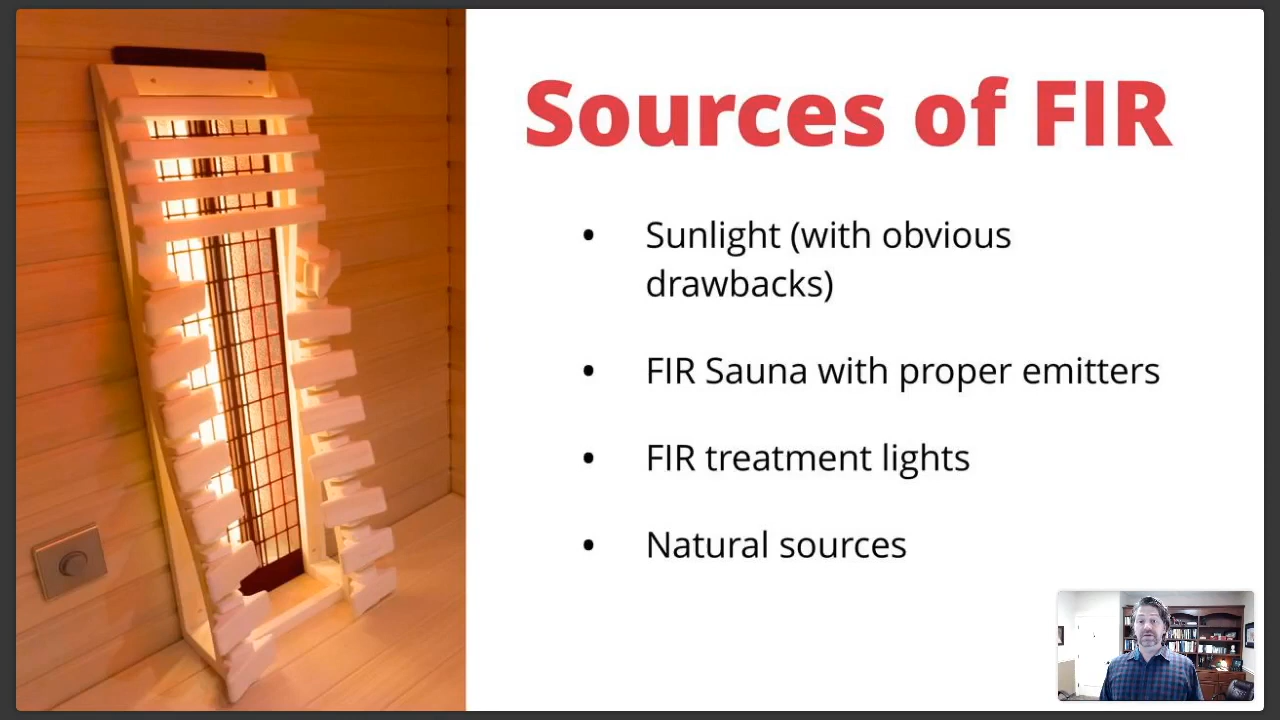 Sources of FIR
• Sunlight (with obvious
drawbacks)
• FIR Sauna with proper emitters
• FIR treatment lights
• Natural sources